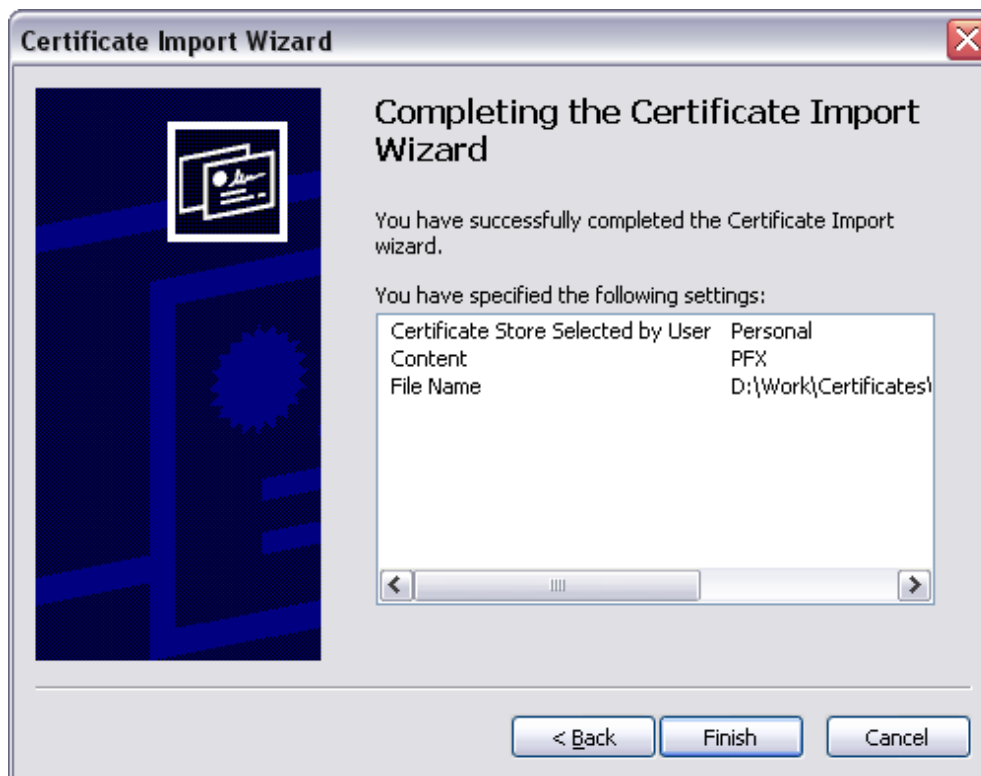 Certificate Import Wizard
Completing the Certificate Import
Wizard
You have successfully completed the Certificate Import
wizard.
You have specified the following settings:
Certificate Store Selected by User Personal
Content PFX
File Name D:\Work\Certificates\
< Back Finish Cancel